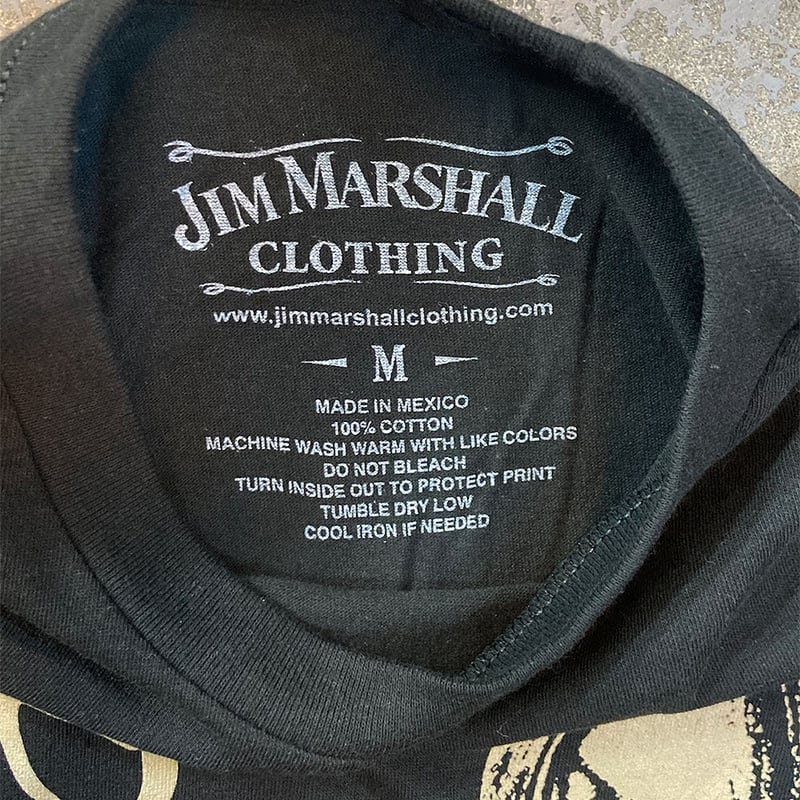 JIM MARSHALL
CLOTHING
www.jimmarshallclothing.com
M
MADE IN MEXICO
100% COTTON
MACHINE WASH WARM WITH LIKE COLORS
DO NOT BLEACH
TURN INSIDE OUT TO PROTECT PRINT
TUMBLE DRY LOW
COOL IRON IF NEEDED